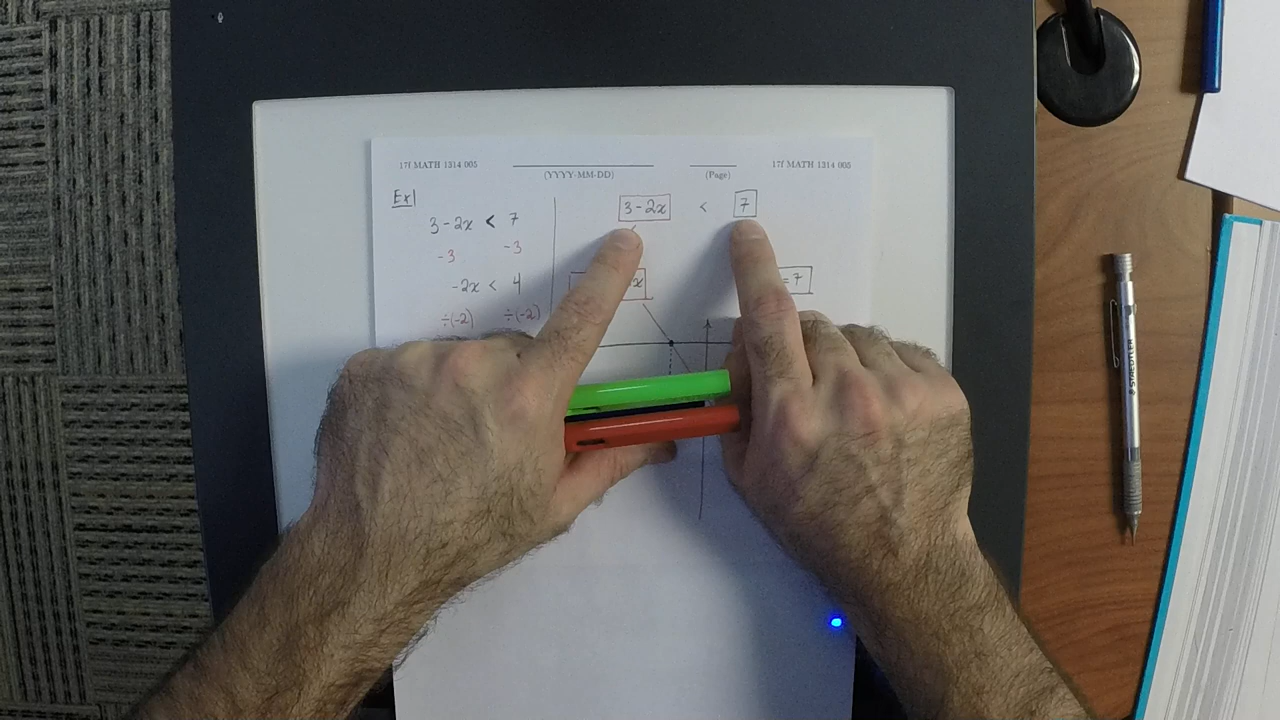 17f MATH 1314 005
(YYYY-MM-DD)
(Page)
17f MATH 1314 005
Ex1
3 - 2x < 7
-3 -3
-2x < 4
÷(-2) ÷(-2)
3 - 2x < 7
x
= 7
STAEDTLER